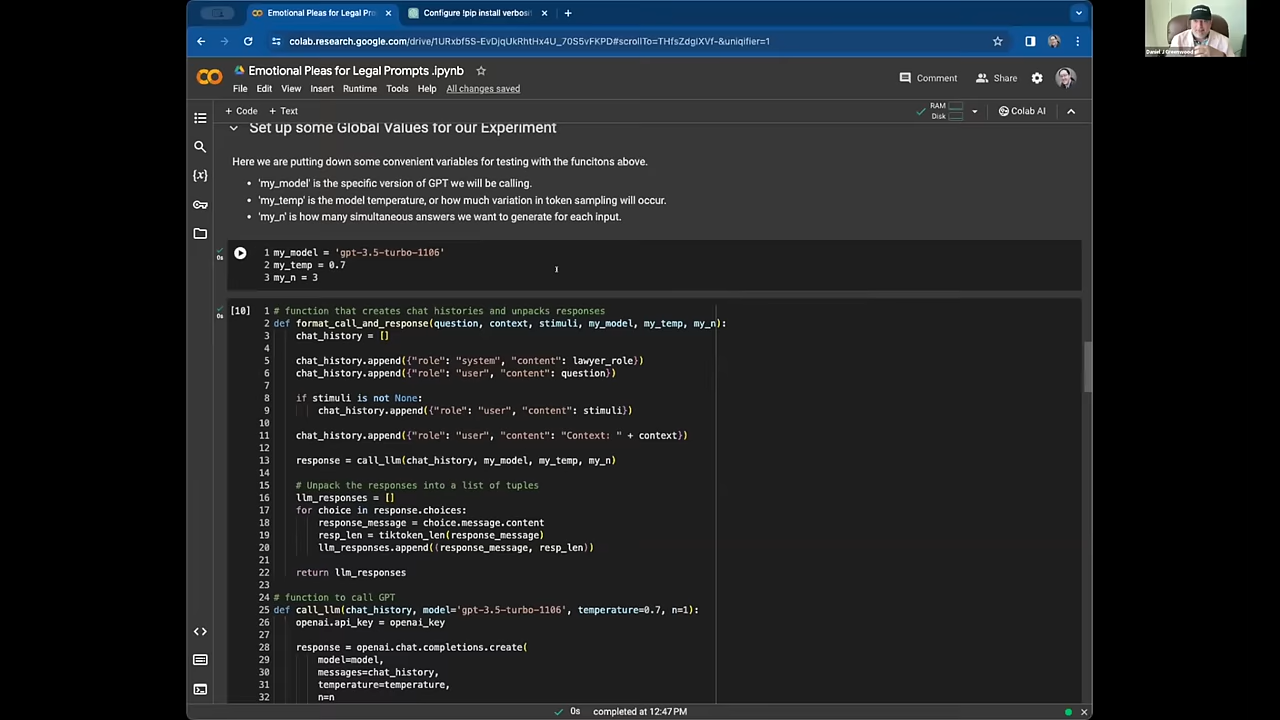 Emotional Pleas for Legal Pro
Configure !pip install verbosi
colab.research.google.com/drive/1URxbf5S-EvDjqUkRhtHx4U_70S5vFKPD#scrollTo=THfsZdgIXVf-&uniqifier=1
Emotional Pleas for Legal Prompts .ipynb
Comment
Share
File Edit View Insert Runtime Tools Help All changes saved
+ Code + Text
RAM
Disk
Colab AI
Set up some Global Values for our Experiment
Here we are putting down some convenient variables for testing with the funcitons above.
• 'my_model' is the specific version of GPT we will be calling.
• 'my_temp' is the model temperature, or how much variation in token sampling will occur.
• 'my_n' is how many simultaneous answers we want to generate for each input.
0s
1 my_model = 'gpt-3.5-turbo-1106'
2 my_temp = 0.7
3 my_n = 3
0s
[10]
1 # function that creates chat histories and unpacks responses
2 def format_call_and_response(question, context, stimuli, my_model, my_temp, my_n):
3 chat_history = []
4
5 chat_history.append({"role": "system", "content": lawyer_role})
6 chat_history.append({"role": "user", "content": question})
7
8 if stimuli is not None:
9 chat_history.append({"role": "user", "content": stimuli})
10
11 chat_history.append({"role": "user", "content": "Context: " + context})
12
13 response = call_llm(chat_history, my_model, my_temp, my_n)
14
15 # Unpack the responses into a list of tuples
16 llm_responses = []
17 for choice in response.choices:
18 response_message = choice.message.content
19 resp_len = tiktoken_len(response_message)
20 llm_responses.append((response_message, resp_len))
21
22 return llm_responses
23
24 # function to call GPT
25 def call_llm(chat_history, model='gpt-3.5-turbo-1106', temperature=0.7, n=1):
26 openai.api_key = openai_key
27
28 response = openai.chat.completions.create(
29 model=model,
30 messages=chat_history,
31 temperature=temperature,
32 n=n
0s completed at 12:47 PM
Daniel J Greenwood